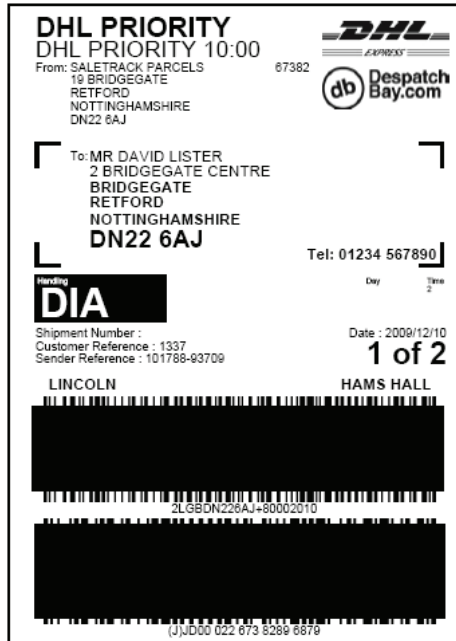 DHL PRIORITY
DHL PRIORITY 10:00
DHL
EXPRESS
From: SALETRACK PARCELS 67382
19 BRIDGEGATE
RETFORD
NOTTINGHAMSHIRE
DN22 6AJ
db Despatch
Bay.com
To: MR DAVID LISTER
2 BRIDGEGATE CENTRE
BRIDGEGATE
RETFORD
NOTTINGHAMSHIRE
DN22 6AJ
Tel: 01234 567890
Handling
DIA
Day Time
2
Shipment Number :
Customer Reference : 1337
Sender Reference : 101788-93709
Date : 2009/12/10
1 of 2
LINCOLN HAMS HALL
2LGBDN226AJ+80002010
(J)JD00 022 673 8289 6879